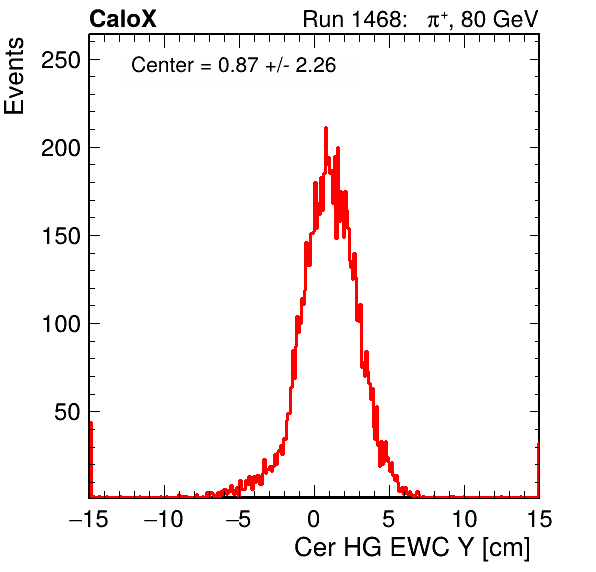 CaloX Run 1468: π⁺, 80 GeV
Center = 0.87 +/- 2.26
Events
250
200
150
100
50
−15 −10 −5 0 5 10 15
Cer HG EWC Y [cm]